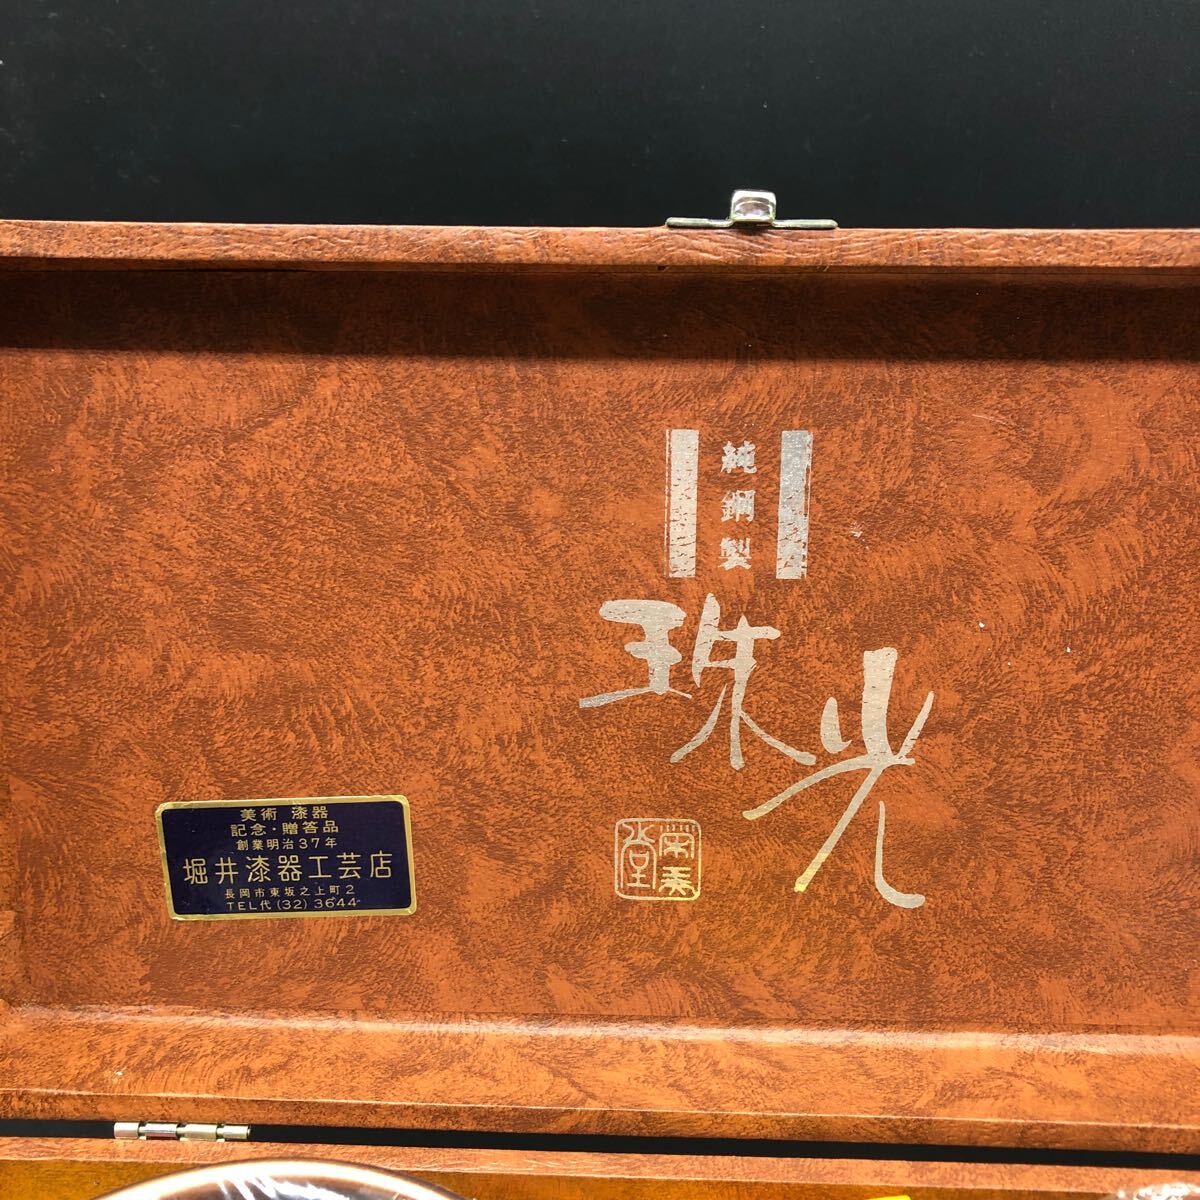 純銅製
珠光
栄美堂
美術 漆器
記念・贈答品
創業明治37年
堀井漆器工芸店
長岡市東坂之上町2
TEL代(32)3644